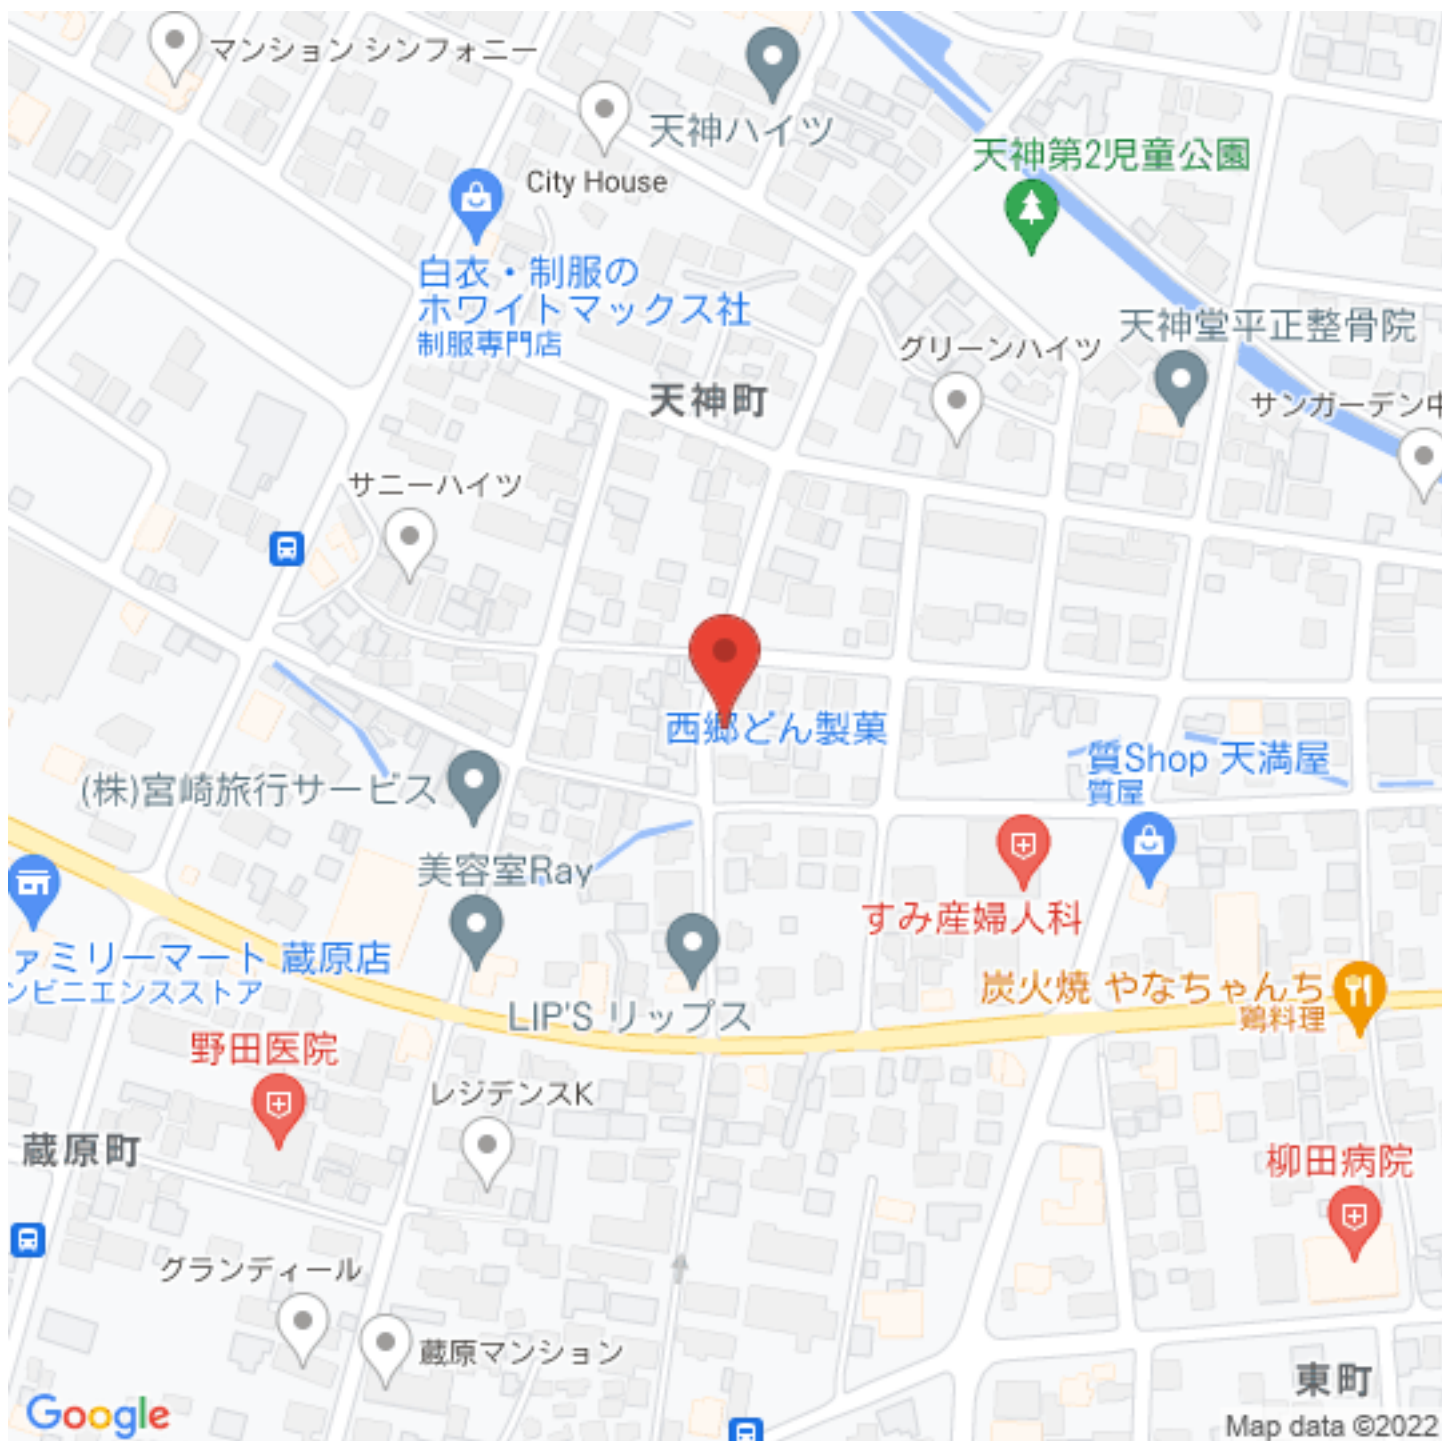 マンション シンフォニー
天神ハイツ
City House
天神第2児童公園
白衣・制服の
ホワイトマックス社
制服専門店
天神堂平正整骨院
グリーンハイツ
天神町
サンガーデン中
サニーハイツ
西郷どん製菓
質Shop 天満屋
質屋
(株)宮崎旅行サービス
美容室Ray
すみ産婦人科
ァミリーマート 蔵原店
ンビニエンスストア
炭火焼 やなちゃんち
鶏料理
LIP'S リップス
野田医院
レジデンスK
蔵原町
柳田病院
グランディール
蔵原マンション
東町
Google
Map data ©2022